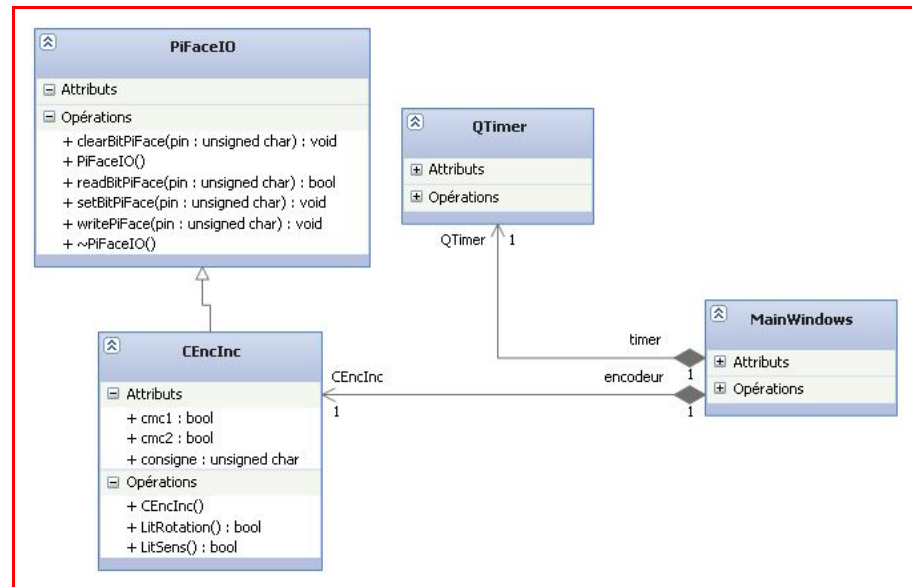 PiFaceIO
Attributs
Opérations
+ clearBitPiFace(pin : unsigned char) : void
+ PiFaceIO()
+ readBitPiFace(pin : unsigned char) : bool
+ setBitPiFace(pin : unsigned char) : void
+ writePiFace(pin : unsigned char) : void
+ ~PiFaceIO()
QTimer
Attributs
Opérations
QTimer
1
MainWindows
Attributs
Opérations
timer
1
encodeur
1
CEncInc
1
CEncInc
Attributs
+ cmc1 : bool
+ cmc2 : bool
+ consigne : unsigned char
Opérations
+ CEncInc()
+ LitRotation() : bool
+ LitSens() : bool